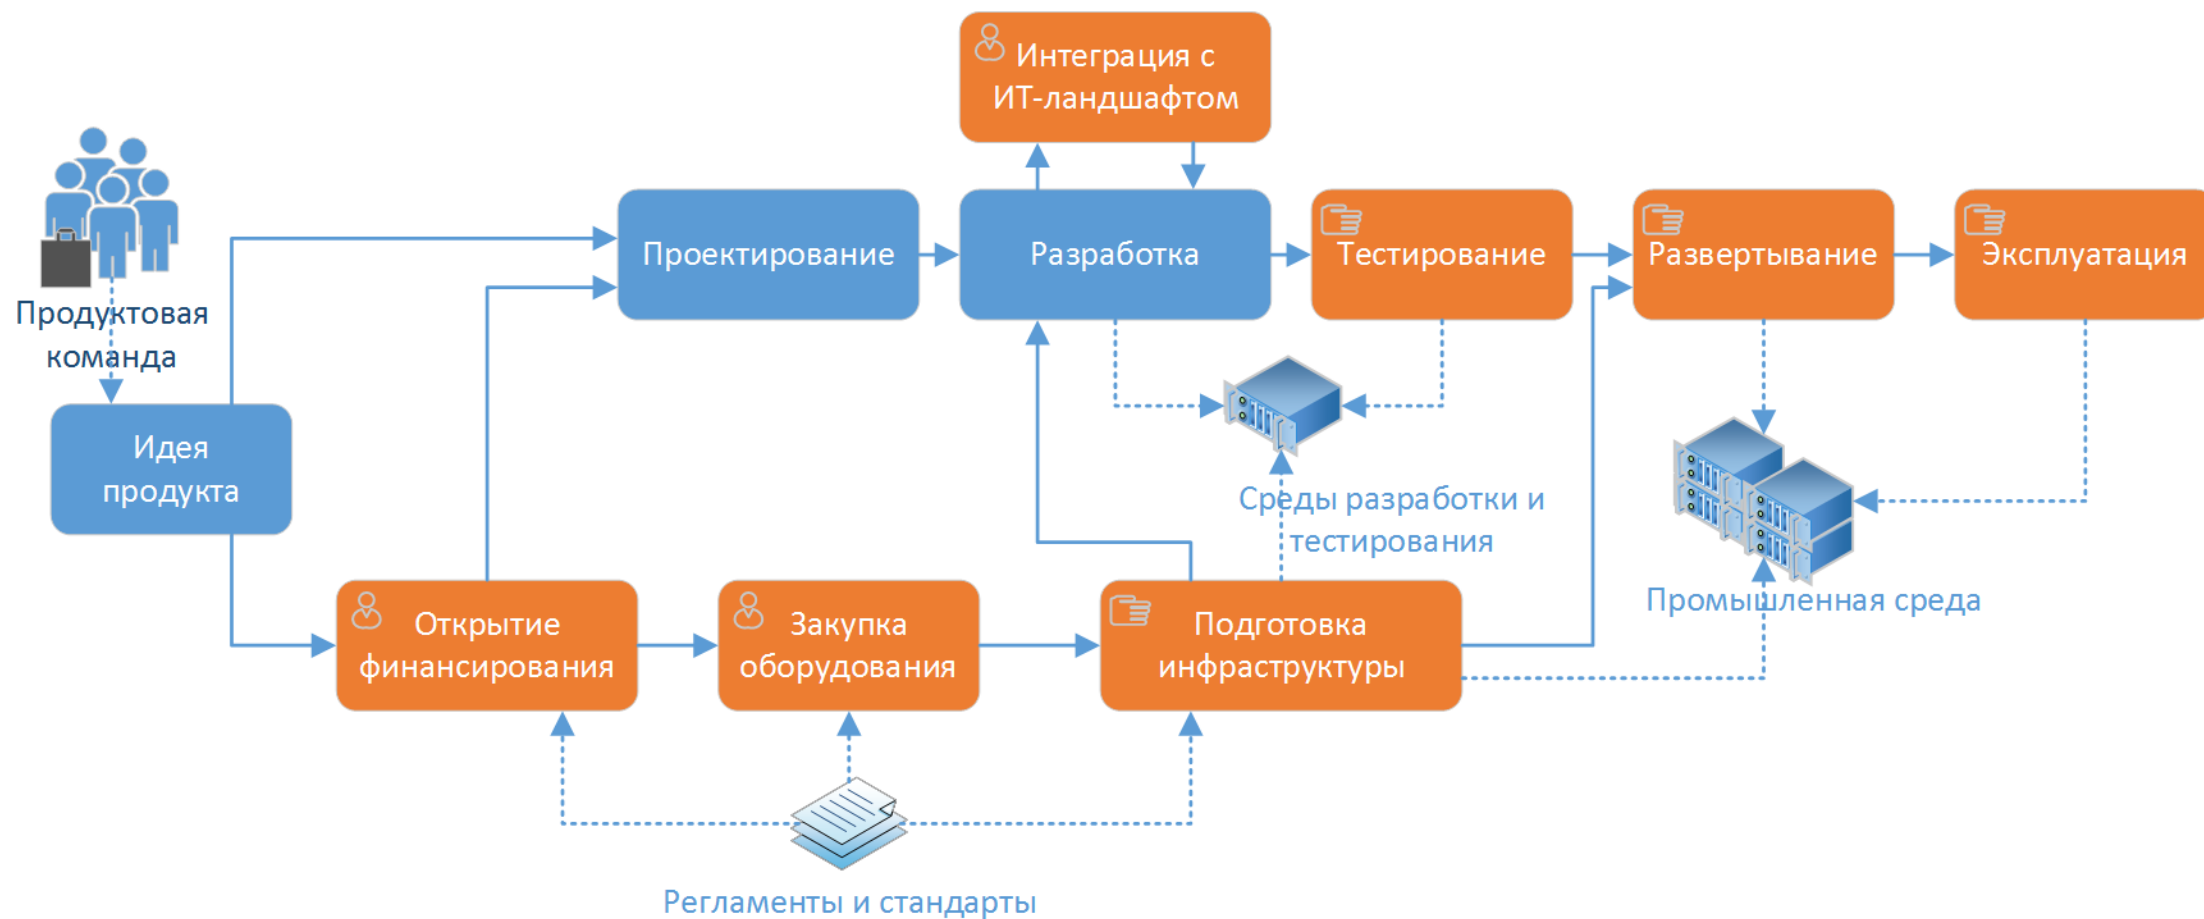 Интеграция с
ИТ-ландшафтом
Проектирование
Разработка
Тестирование
Развертывание
Эксплуатация
Продуктовая
команда
Идея
продукта
Среды разработки и
тестирования
Промышленная среда
Открытие
финансирования
Закупка
оборудования
Подготовка
инфраструктуры
Регламенты и стандарты